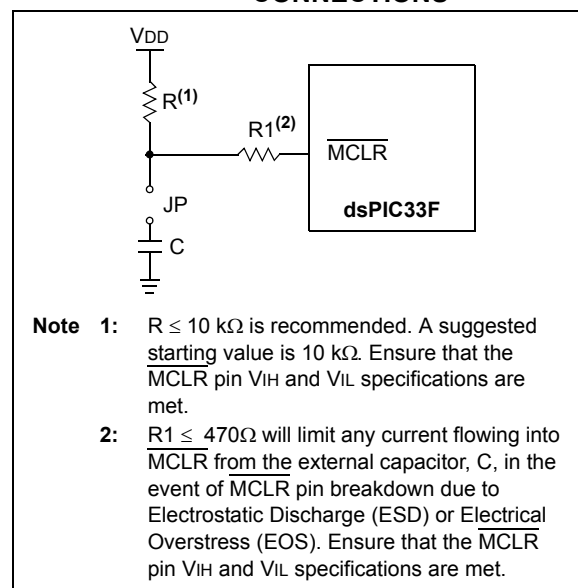 CONNECTIONS
VDD
R(1)
R1(2)
MCLR
JP
dsPIC33F
C
Note 1: R ≤ 10 kΩ is recommended. A suggested
starting value is 10 kΩ. Ensure that the
MCLR pin VIH and VIL specifications are
met.
2: R1 ≤ 470Ω will limit any current flowing into
MCLR from the external capacitor, C, in the
event of MCLR pin breakdown due to
Electrostatic Discharge (ESD) or Electrical
Overstress (EOS). Ensure that the MCLR
pin VIH and VIL specifications are met.